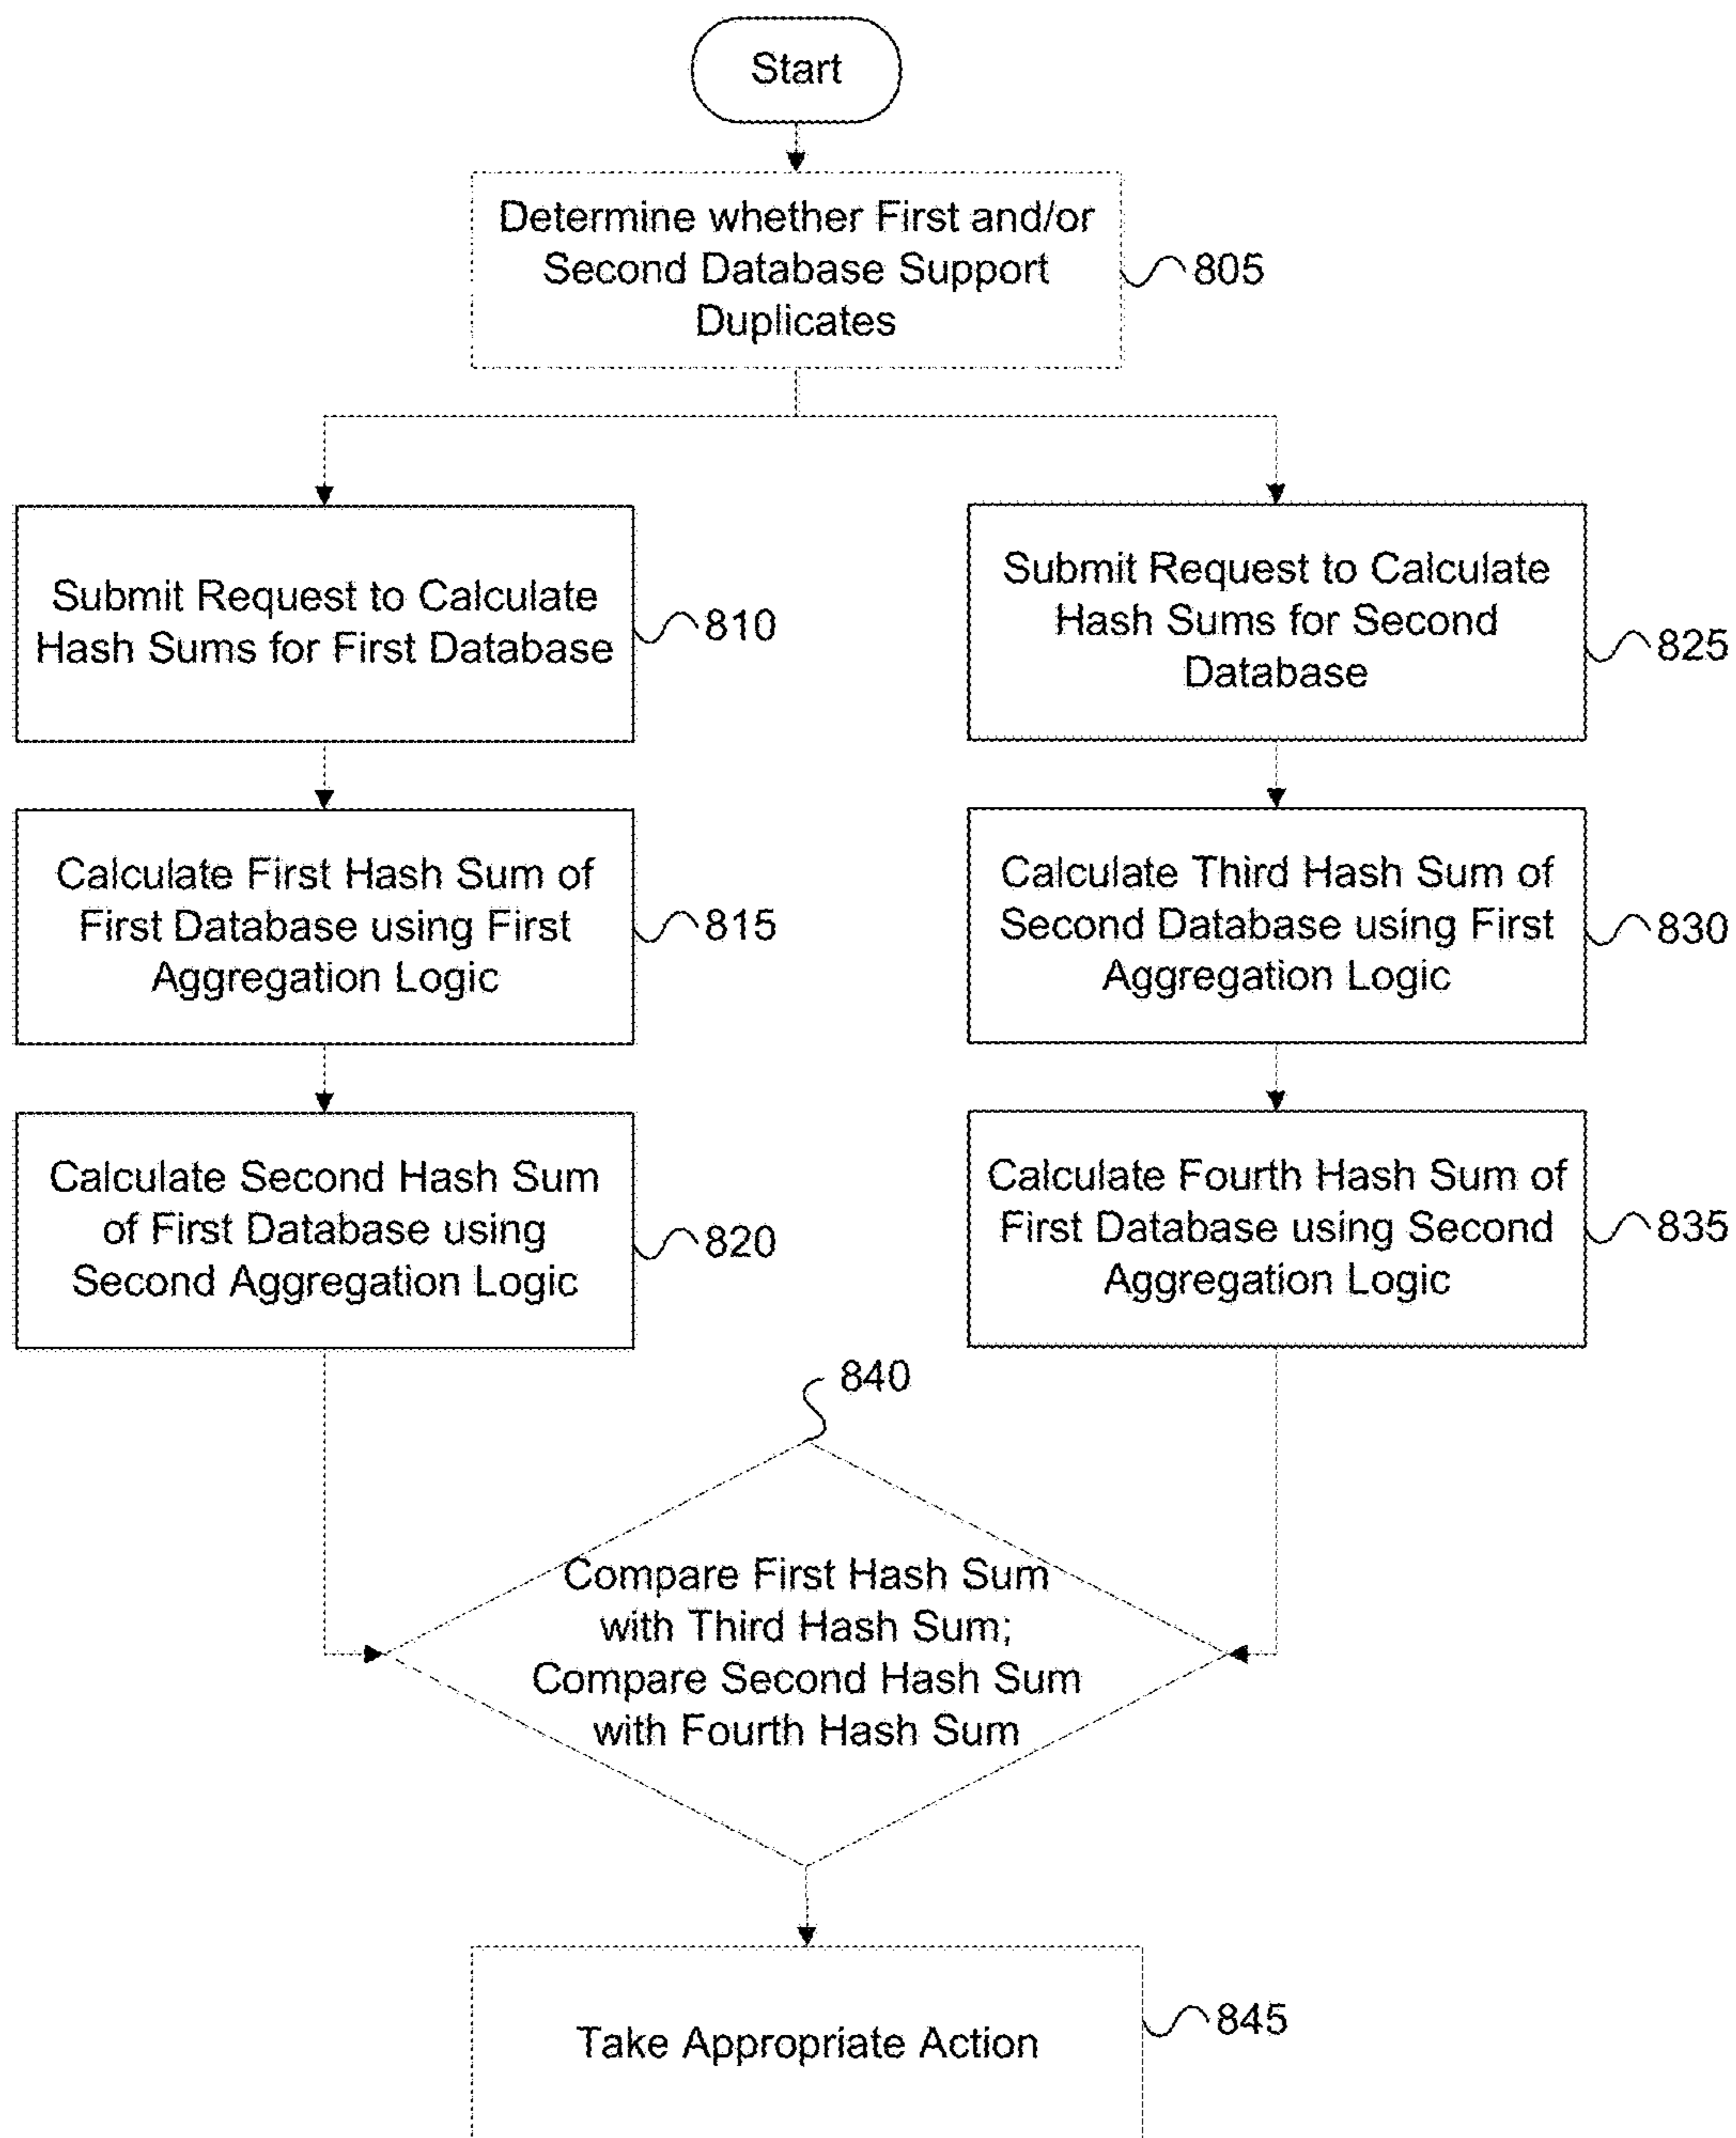 Start
Determine whether First and/or
Second Database Support
Duplicates
805
Submit Request to Calculate
Hash Sums for First Database
810
Submit Request to Calculate
Hash Sums for Second
Database
825
Calculate First Hash Sum of
First Database using First
Aggregation Logic
815
Calculate Third Hash Sum of
Second Database using First
Aggregation Logic
830
Calculate Second Hash Sum
of First Database using
Second Aggregation Logic
820
Calculate Fourth Hash Sum of
First Database using Second
Aggregation Logic
835
840
Compare First Hash Sum
with Third Hash Sum;
Compare Second Hash Sum
with Fourth Hash Sum
Take Appropriate Action
845